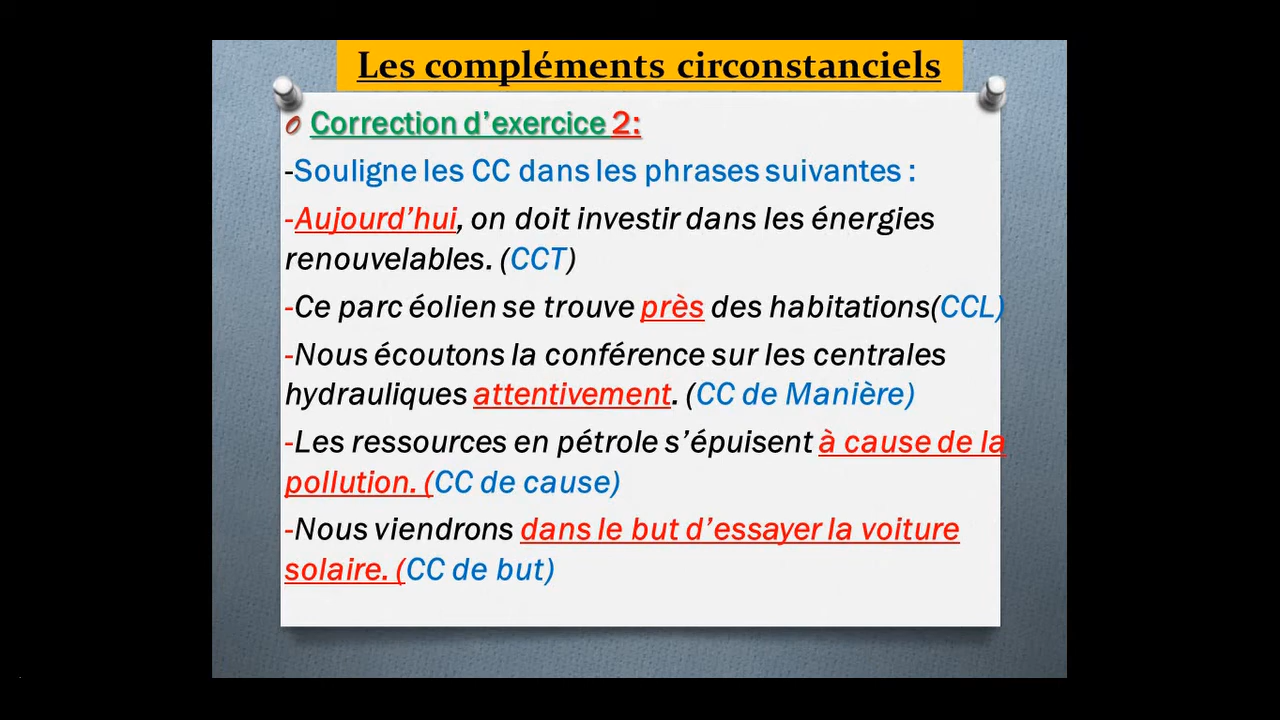 Les compléments circonstanciels
Correction d’exercice 2:
-Souligne les CC dans les phrases suivantes :
-Aujourd’hui, on doit investir dans les énergies
renouvelables. (CCT)
-Ce parc éolien se trouve près des habitations(CCL)
-Nous écoutons la conférence sur les centrales
hydrauliques attentivement. (CC de Manière)
-Les ressources en pétrole s’épuisent à cause de la
pollution. (CC de cause)
-Nous viendrons dans le but d’essayer la voiture
solaire. (CC de but)